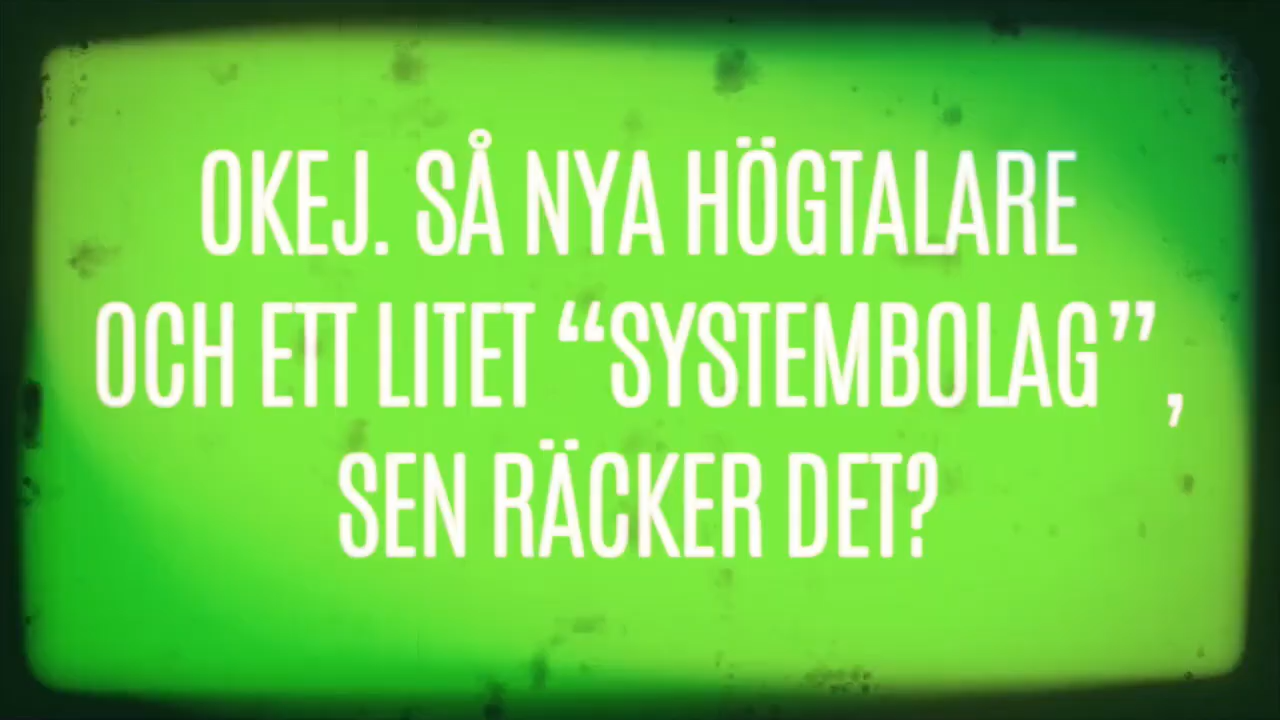 OKEJ. SÅ NYA HÖGTALARE
OCH ETT LITET “SYSTEMBOLAG”,
SEN RÄCKER DET?